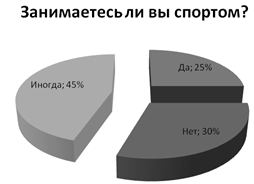 Занимаетесь ли вы спортом?
Да; 25%
Иногда; 45%
Нет; 30%